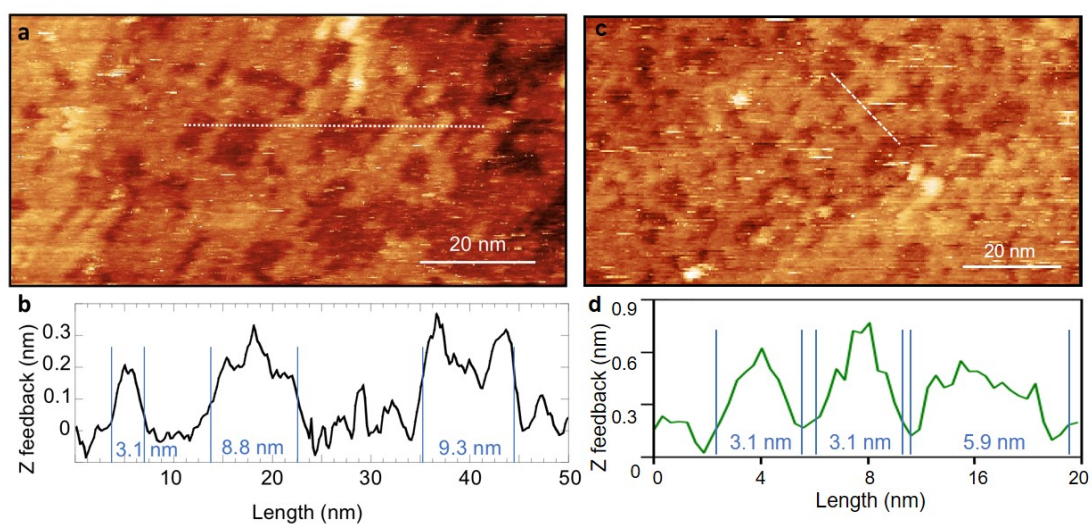 a
20 nm
b
Z feedback (nm)
0.3
0.2
0.1
0
3.1 nm
8.8 nm
9.3 nm
10
20
30
40
50
Length (nm)
c
20 nm
d
Z feedback (nm)
0.9
0.6
0.3
0
3.1 nm
3.1 nm
5.9 nm
0
4
8
16
20
Length (nm)